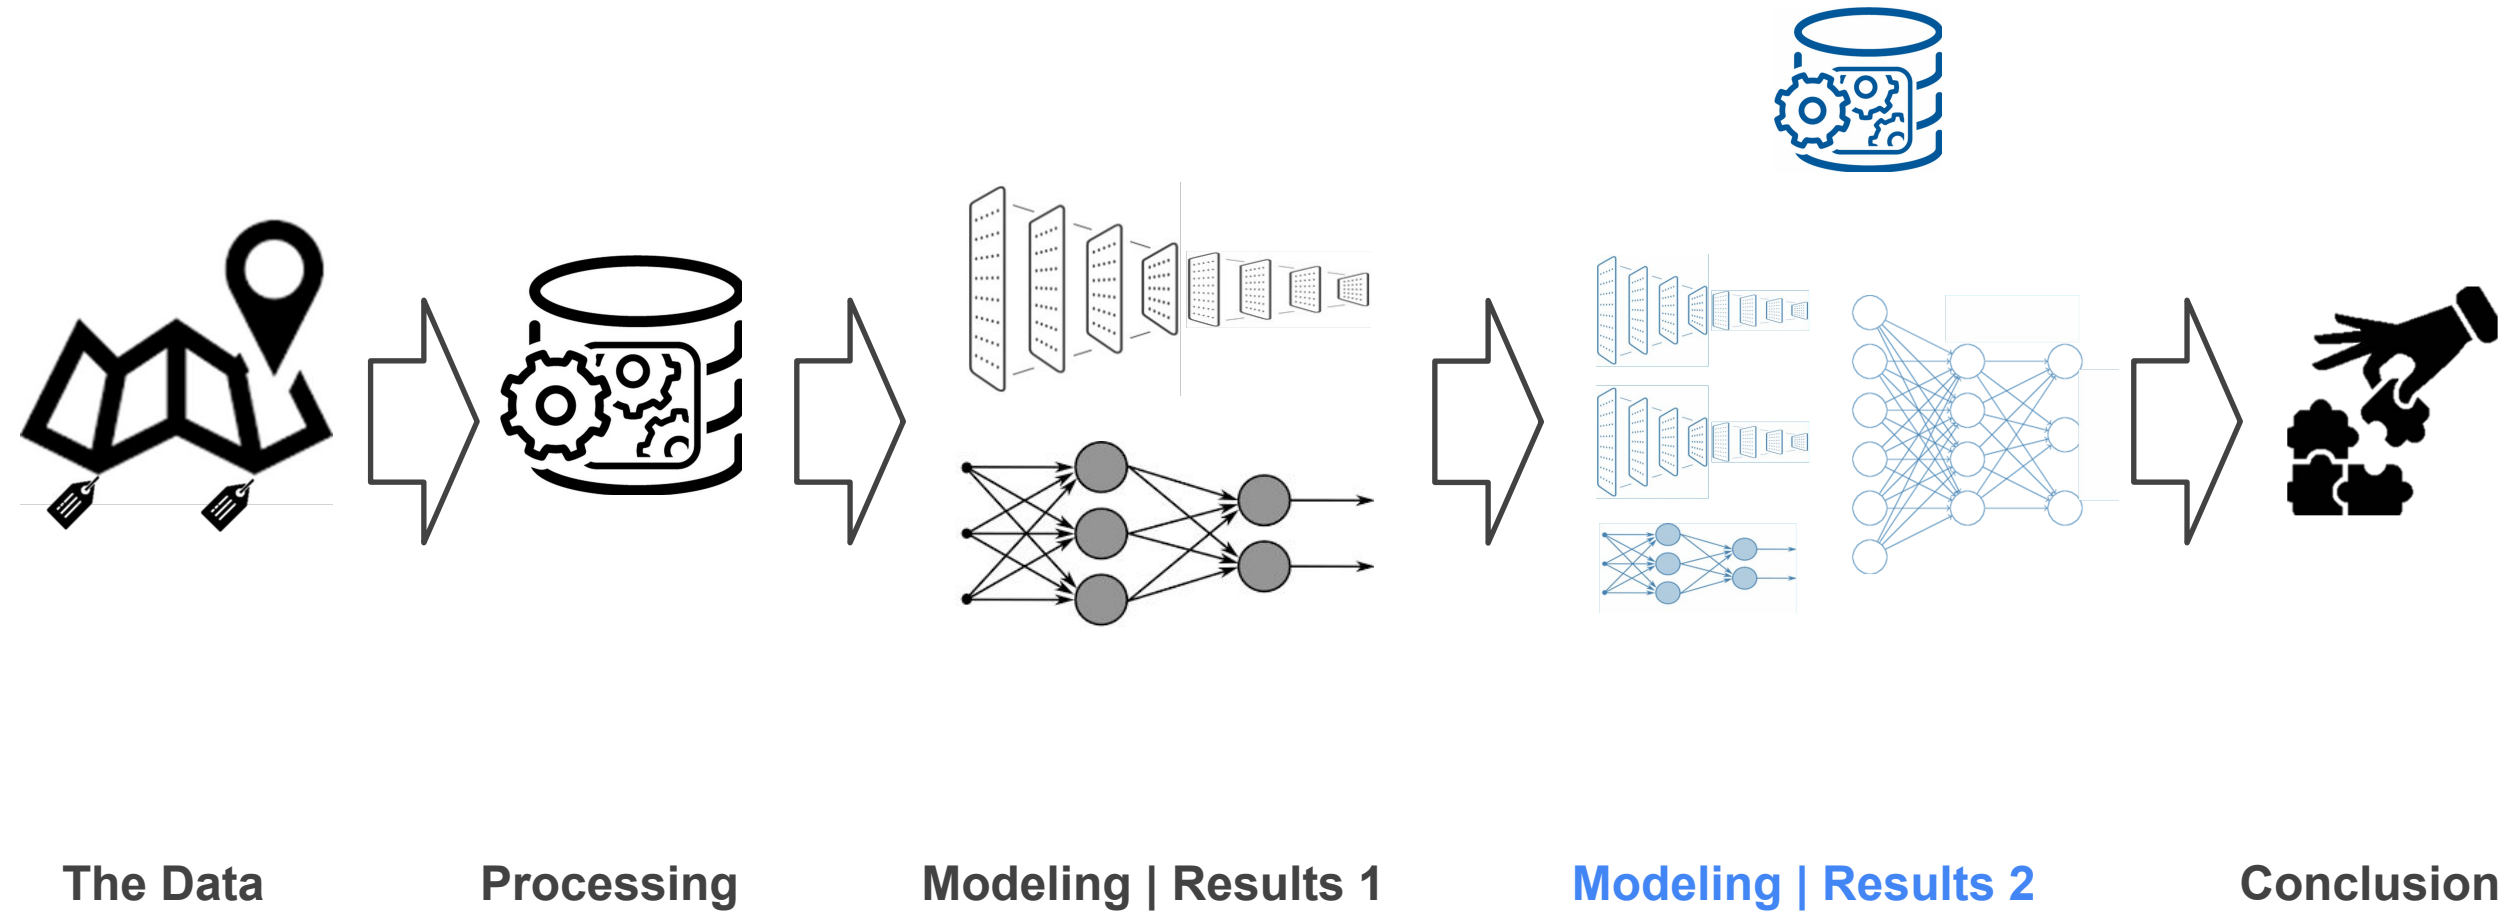 The Data
Processing
Modeling | Results 1
Modeling | Results 2
Conclusion